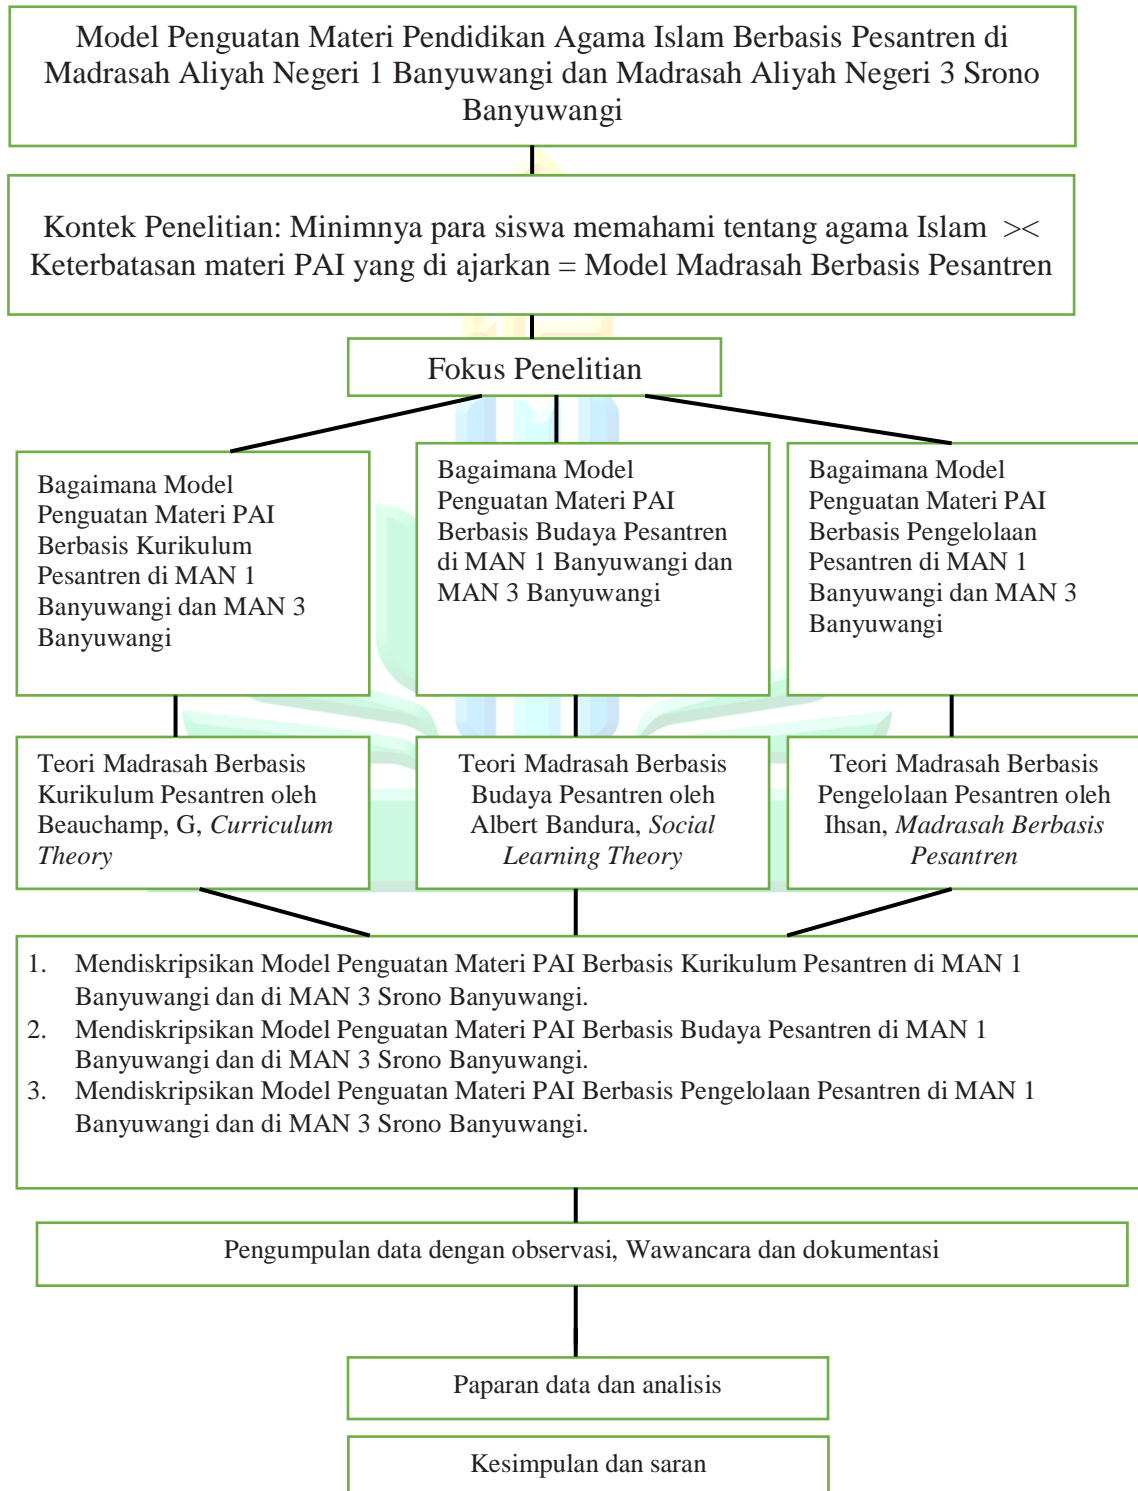 Model Penguatan Materi Pendidikan Agama Islam Berbasis Pesantren di
Madrasah Aliyah Negeri 1 Banyuwangi dan Madrasah Aliyah Negeri 3 Srono
Banyuwangi
Kontek Penelitian: Minimnya para siswa memahami tentang agama Islam ><
Keterbatasan materi PAI yang di ajarkan = Model Madrasah Berbasis Pesantren
Fokus Penelitian
Bagaimana Model
Penguatan Materi PAI
Berbasis Kurikulum
Pesantren di MAN 1
Banyuwangi dan MAN 3
Banyuwangi
Bagaimana Model
Penguatan Materi PAI
Berbasis Budaya Pesantren
di MAN 1 Banyuwangi dan
MAN 3 Banyuwangi
Bagaimana Model
Penguatan Materi PAI
Berbasis Pengelolaan
Pesantren di MAN 1
Banyuwangi dan MAN 3
Banyuwangi
Teori Madrasah Berbasis
Kurikulum Pesantren oleh
Beauchamp, G, Curriculum
Theory
Teori Madrasah Berbasis
Budaya Pesantren oleh
Albert Bandura, Social
Learning Theory
Teori Madrasah Berbasis
Pengelolaan Pesantren oleh
Ihsan, Madrasah Berbasis
Pesantren
1. Mendiskripsikan Model Penguatan Materi PAI Berbasis Kurikulum Pesantren di MAN 1
Banyuwangi dan di MAN 3 Srono Banyuwangi.
2. Mendiskripsikan Model Penguatan Materi PAI Berbasis Budaya Pesantren di MAN 1
Banyuwangi dan di MAN 3 Srono Banyuwangi.
3. Mendiskripsikan Model Penguatan Materi PAI Berbasis Pengelolaan Pesantren di MAN 1
Banyuwangi dan di MAN 3 Srono Banyuwangi.
Pengumpulan data dengan observasi, Wawancara dan dokumentasi
Paparan data dan analisis
Kesimpulan dan saran